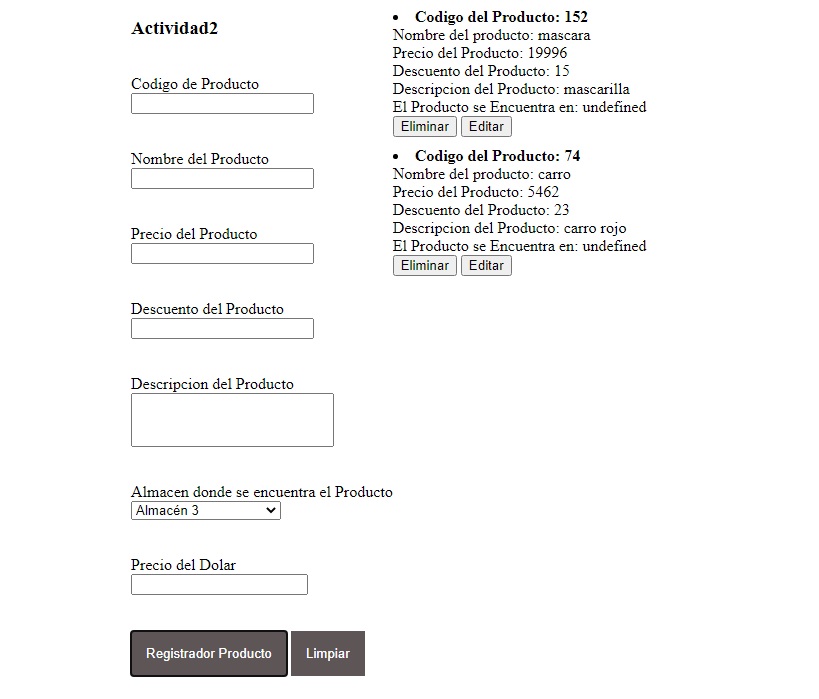 Actividad2
Codigo de Producto
Nombre del Producto
Precio del Producto
Descuento del Producto
Descripcion del Producto
Almacen donde se encuentra el Producto
Almacén 3
Precio del Dolar
Registrador Producto Limpiar
• Codigo del Producto: 152
Nombre del producto: mascara
Precio del Producto: 19996
Descuento del Producto: 15
Descripcion del Producto: mascarilla
El Producto se Encuentra en: undefined
Eliminar Editar
• Codigo del Producto: 74
Nombre del producto: carro
Precio del Producto: 5462
Descuento del Producto: 23
Descripcion del Producto: carro rojo
El Producto se Encuentra en: undefined
Eliminar Editar